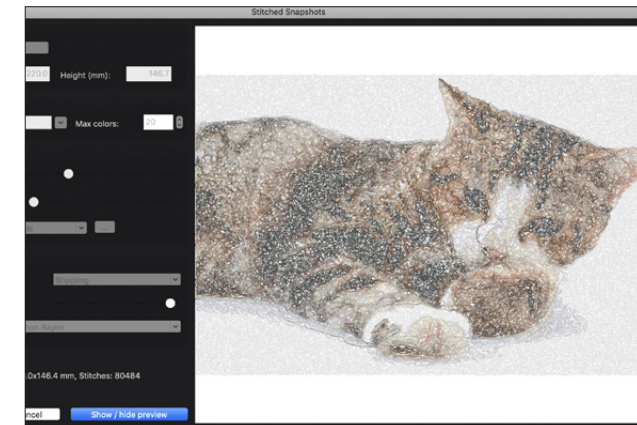 Stitched Snapshots
220.0 Height (mm): 146.7
Max colors: 20
...
Stippling
Rayon
.0x146.4 mm, Stitches: 80484
Show / hide preview